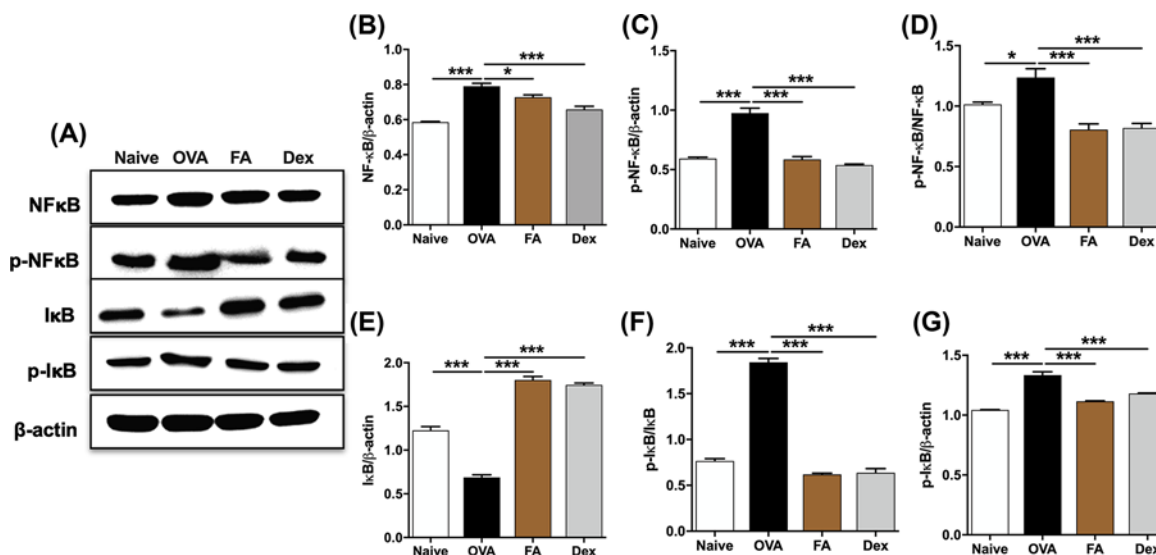 (A)
Naive OVA FA Dex
NFκB
p-NFκB
IκB
p-IκB
β-actin
(B)
NF-κB/β-actin
1.0
0.8
0.6
0.4
0.2
0.0
*** * ***
Naive OVA FA Dex
(C)
p-NF-κB/β-actin
1.5
1.0
0.5
0.0
*** *** ***
Naive OVA FA Dex
(D)
p-NF-κB/NF-κB
1.5
1.0
0.5
0.0
* *** ***
Naive OVA FA Dex
(E)
IκB/β-actin
2.0
1.5
1.0
0.5
0.0
*** *** ***
Naive OVA FA Dex
(F)
p-IκB/IκB
2.0
1.5
1.0
0.5
0.0
*** *** ***
Naive OVA FA Dex
(G)
p-IκB/β-actin
1.5
1.0
0.5
0.0
*** *** ***
Naive OVA FA Dex